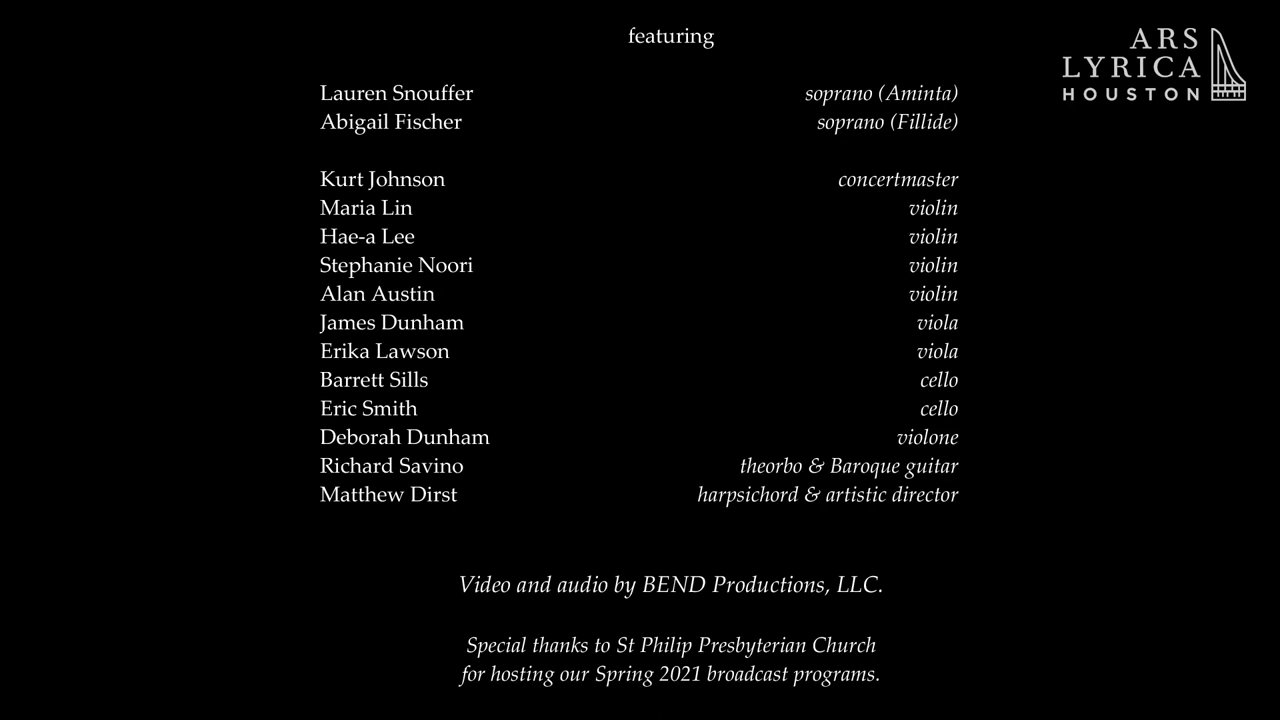 featuring
ARS
LYRICA
HOUSTON
Lauren Snouffer soprano (Aminta)
Abigail Fischer soprano (Fillide)
Kurt Johnson concertmaster
Maria Lin violin
Hae-a Lee violin
Stephanie Noori violin
Alan Austin violin
James Dunham viola
Erika Lawson viola
Barrett Sills cello
Eric Smith cello
Deborah Dunham violone
Richard Savino theorbo & Baroque guitar
Matthew Dirst harpsichord & artistic director
Video and audio by BEND Productions, LLC.
Special thanks to St Philip Presbyterian Church
for hosting our Spring 2021 broadcast programs.